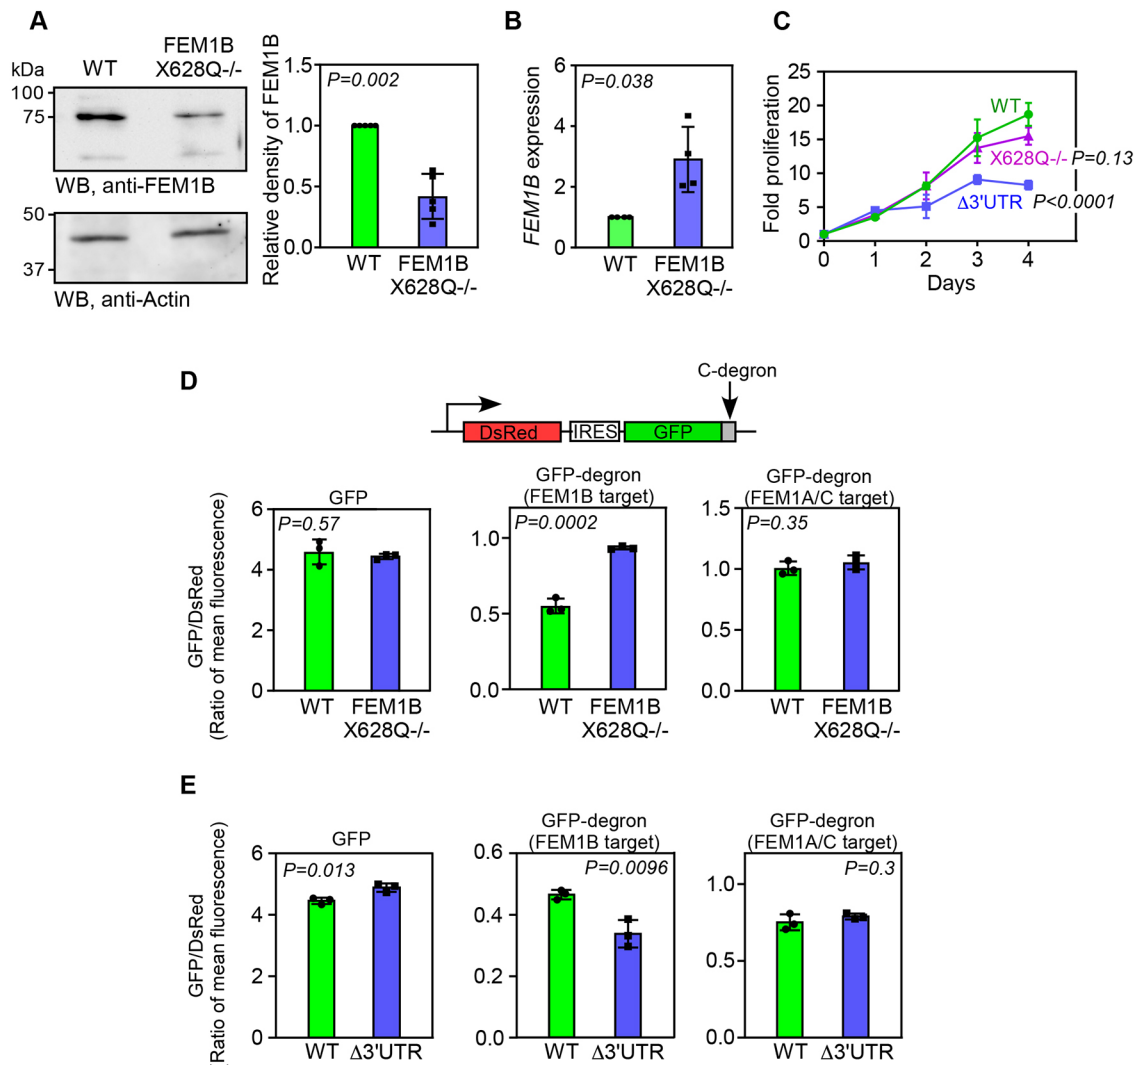 A
kDa
WT
FEM1B
X628Q-/-
100
75
WB, anti-FEM1B
50
37
WB, anti-Actin
Relative density of FEM1B
1.5
1.0
0.5
0.0
P=0.002
WT
FEM1B
X628Q-/-
B
FEM1B expression
6
4
2
0
P=0.038
WT
FEM1B
X628Q-/-
C
Fold proliferation
25
20
15
10
5
0
WT
X628Q-/- P=0.13
Δ3'UTR P<0.0001
0 1 2 3 4
Days
D
C-degron
DsRed IRES GFP
GFP/DsRed
(Ratio of mean fluorescence)
GFP
P=0.57
6
4
2
0
WT
FEM1B
X628Q-/-
GFP-degron
(FEM1B target)
P=0.0002
1.0
0.5
0.0
WT
FEM1B
X628Q-/-
GFP-degron
(FEM1A/C target)
1.5
P=0.35
1.0
0.5
0.0
WT
FEM1B
X628Q-/-
E
GFP/DsRed
(Ratio of mean fluorescence)
GFP
6
P=0.013
4
2
0
WT Δ3'UTR
GFP-degron
(FEM1B target)
0.6
P=0.0096
0.4
0.2
0.0
WT Δ3'UTR
GFP-degron
(FEM1A/C target)
P=0.3
1.0
0.5
0.0
WT Δ3'UTR